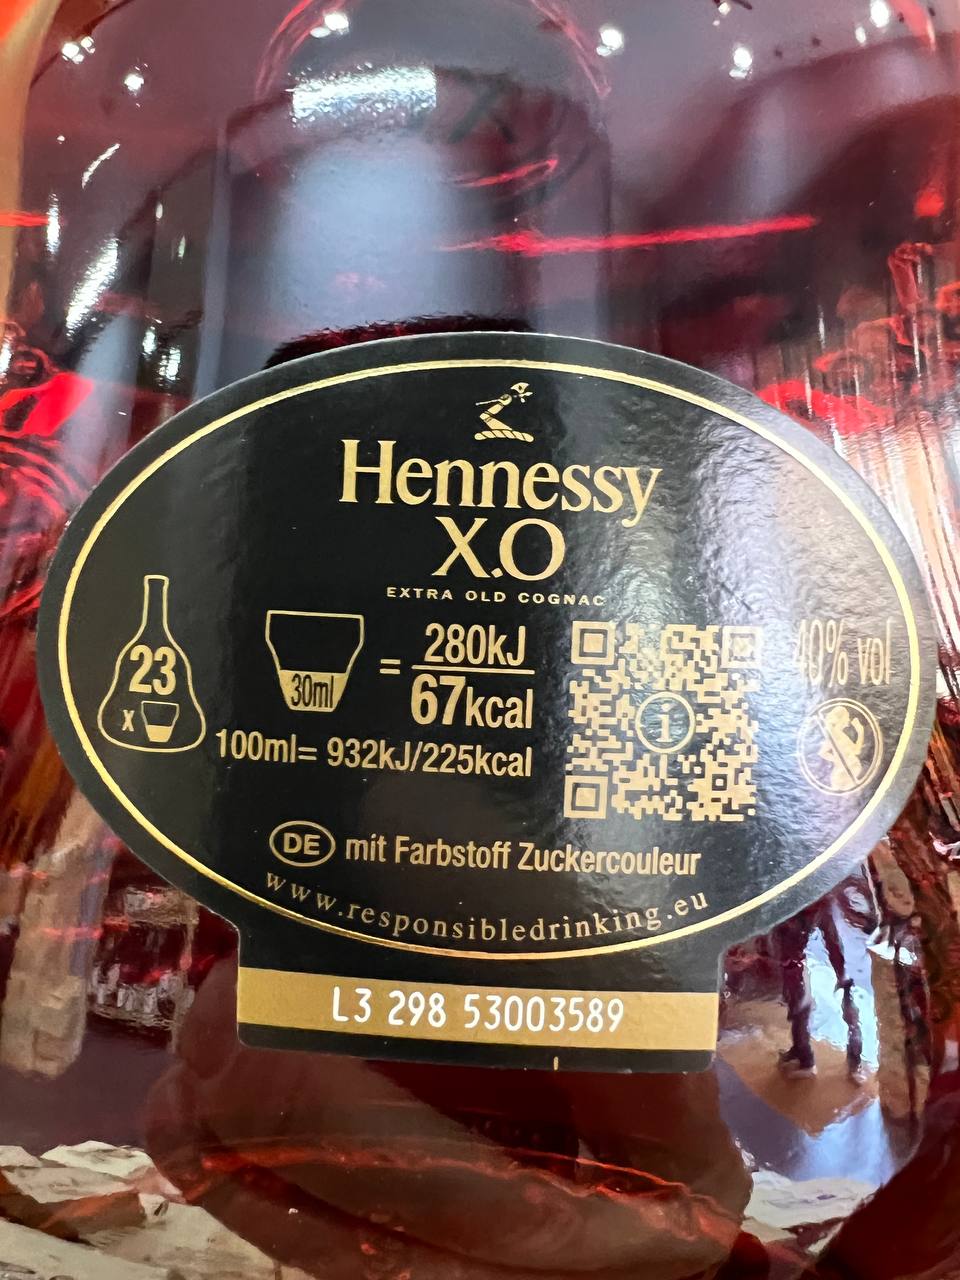 Hennessy
X.O
EXTRA OLD COGNAC
23
x
30ml
=
280kJ
67kcal
i
40% vol
100ml= 932kJ/225kcal
DE mit Farbstoff Zuckercouleur
www.responsibledrinking.eu
L3 298 53003589